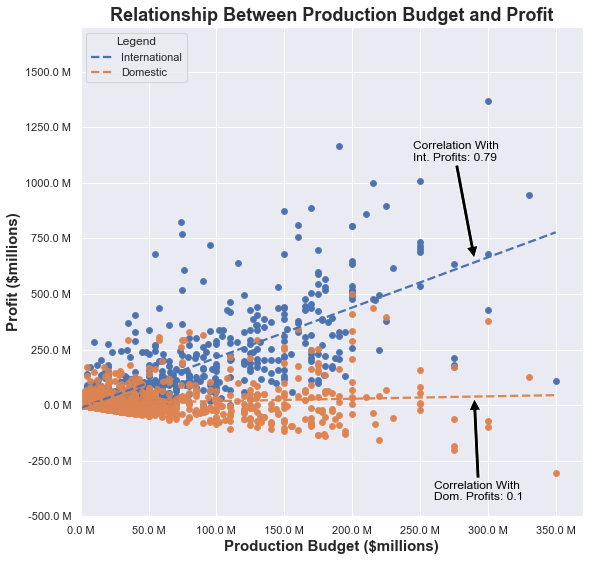 Relationship Between Production Budget and Profit
Legend
International
Domestic
Correlation With
Int. Profits: 0.79
Correlation With
Dom. Profits: 0.1
Profit ($millions)
1500.0 M
1250.0 M
1000.0 M
750.0 M
500.0 M
250.0 M
0.0 M
-250.0 M
-500.0 M
0.0 M 50.0 M 100.0 M 150.0 M 200.0 M 250.0 M 300.0 M 350.0 M
Production Budget ($millions)